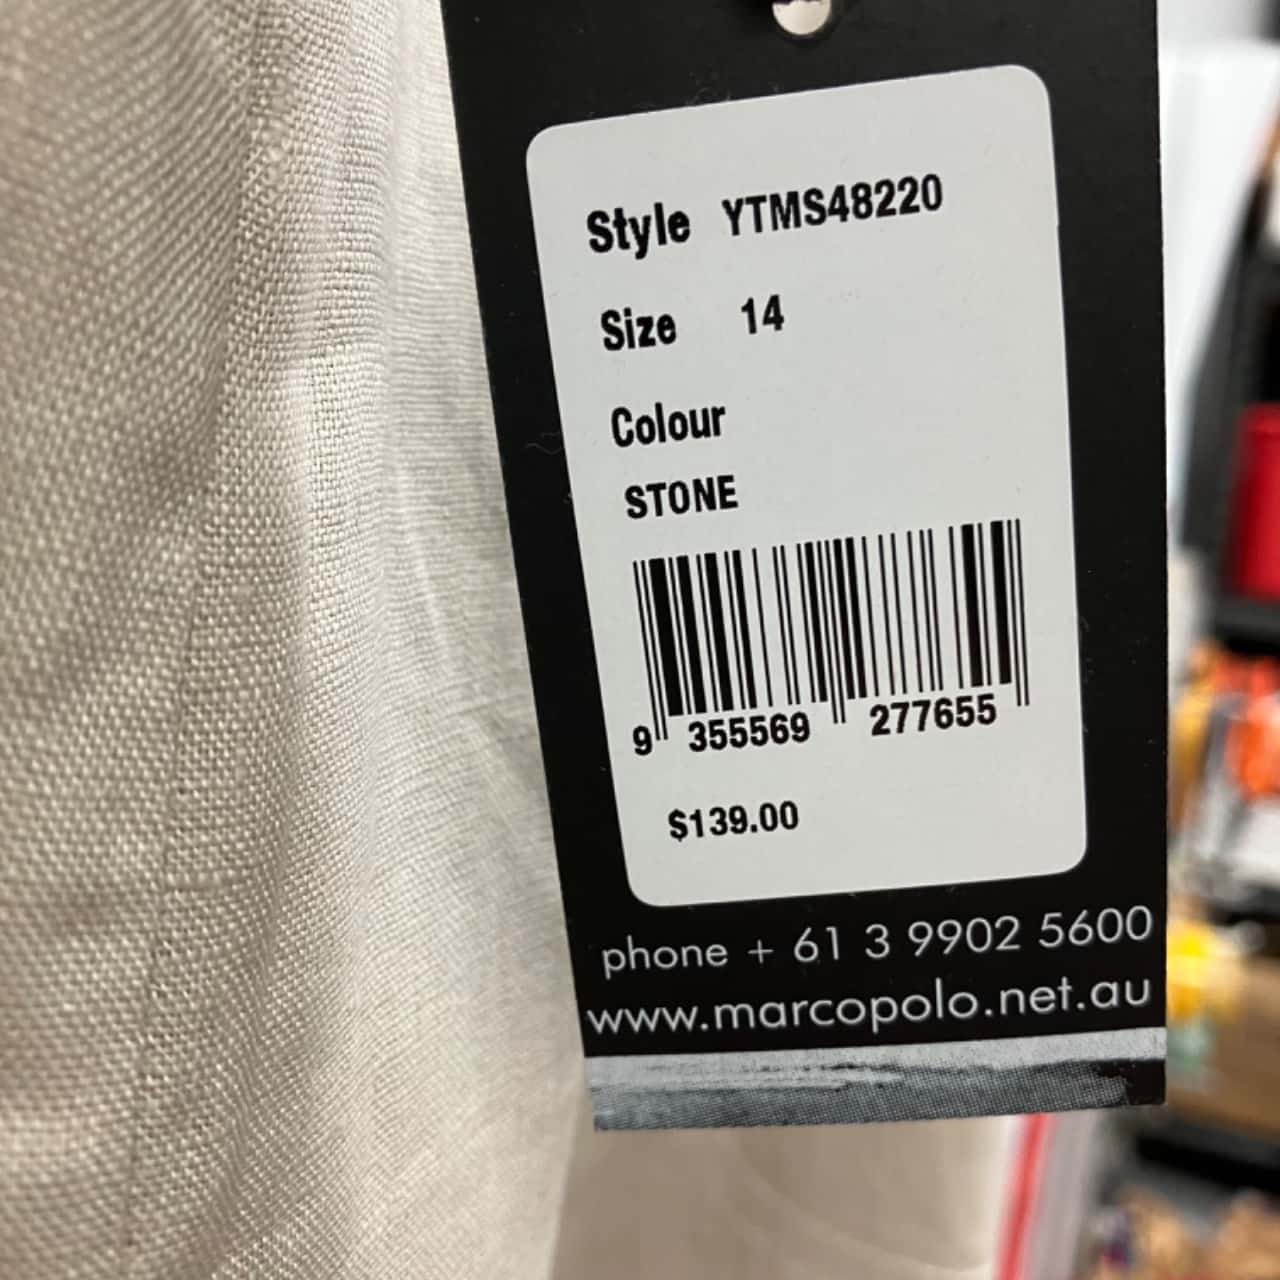 Style YTMS48220
Size 14
Colour
STONE
9 355569 277655
$139.00
phone + 61 3 9902 5600
www.marcopolo.net.au